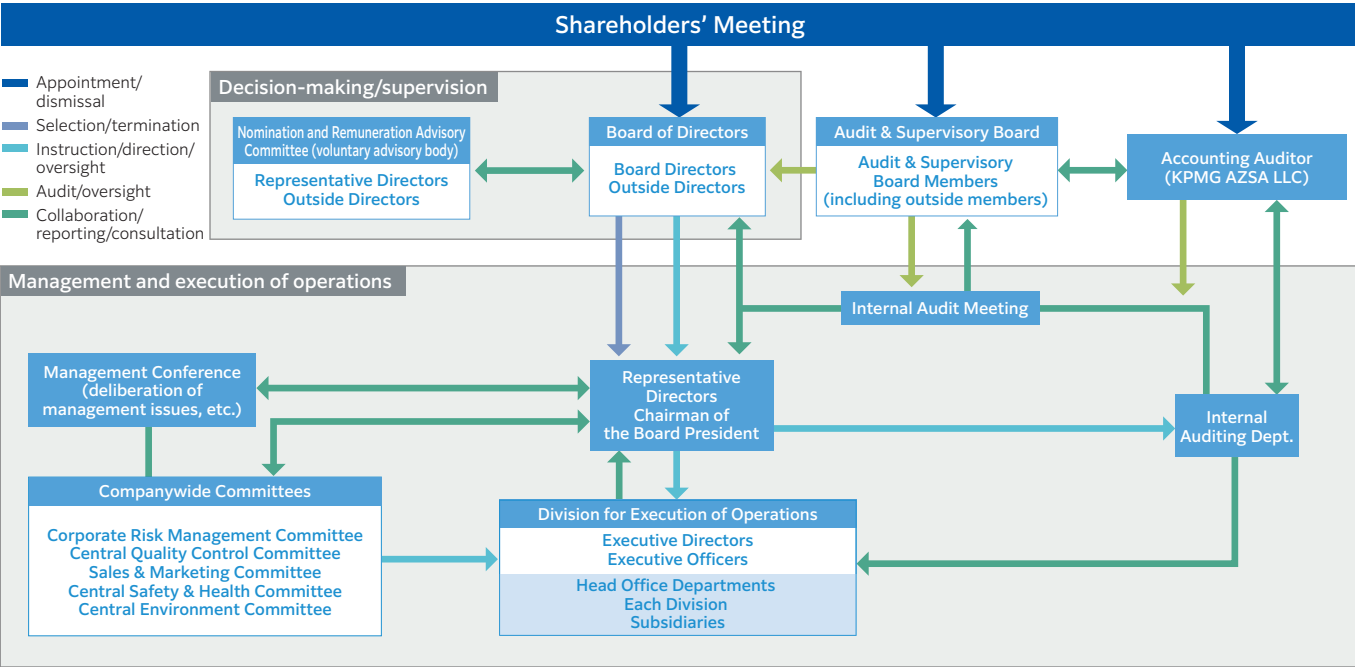 Shareholders’ Meeting
Appointment/
dismissal
Selection/termination
Instruction/direction/
oversight
Audit/oversight
Collaboration/
reporting/consultation
Decision-making/supervision
Nomination and Remuneration Advisory
Committee (voluntary advisory body)
Representative Directors
Outside Directors
Board of Directors
Board Directors
Outside Directors
Audit & Supervisory Board
Audit & Supervisory
Board Members
(including outside members)
Accounting Auditor
(KPMG AZSA LLC)
Management and execution of operations
Internal Audit Meeting
Management Conference
(deliberation of
management issues, etc.)
Representative
Directors
Chairman of
the Board President
Internal
Auditing Dept.
Companywide Committees
Corporate Risk Management Committee
Central Quality Control Committee
Sales & Marketing Committee
Central Safety & Health Committee
Central Environment Committee
Division for Execution of Operations
Executive Directors
Executive Officers
Head Office Departments
Each Division
Subsidiaries